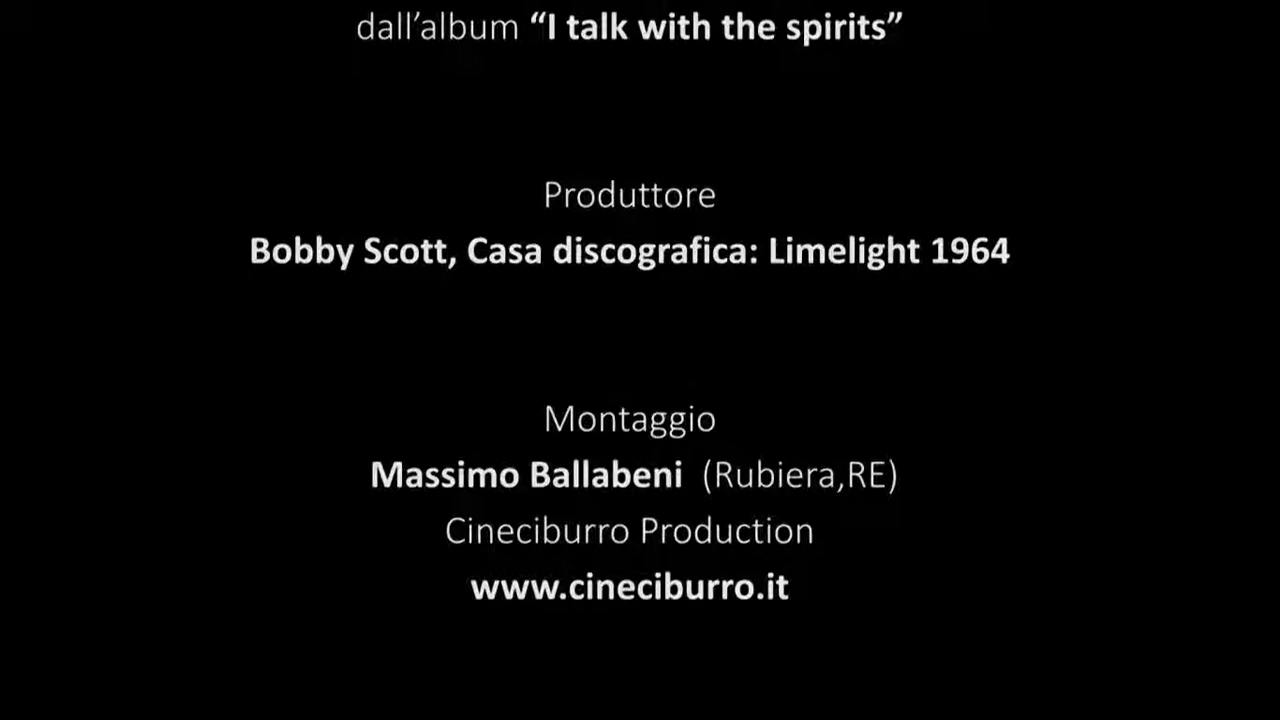 dall’album “I talk with the spirits”
Produttore
Bobby Scott, Casa discografica: Limelight 1964
Montaggio
Massimo Ballabeni  (Rubiera,RE)
Cineciburro Production
www.cineciburro.it